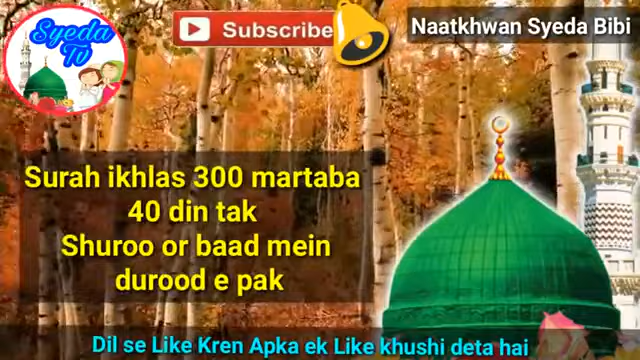 Syeda
Tv
Subscribe
Naatkhwan Syeda Bibi
Surah ikhlas 300 martaba
40 din tak
Shuroo or baad mein
durood e pak
Dil se Like Kren Apka ek Like khushi deta hai